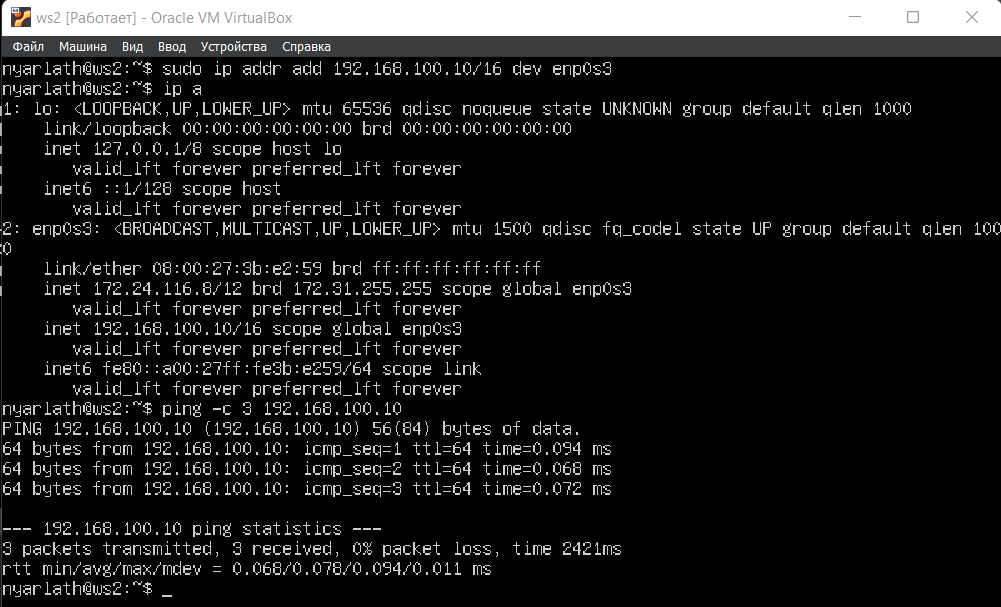 ws2 [Работает] - Oracle VM VirtualBox
Файл Машина Вид Ввод Устройства Справка
nyarlath@ws2:~$ sudo ip addr add 192.168.100.10/16 dev enp0s3
nyarlath@ws2:~$ ip a
1: lo: <LOOPBACK,UP,LOWER_UP> mtu 65536 qdisc noqueue state UNKNOWN group default qlen 1000
    link/loopback 00:00:00:00:00:00 brd 00:00:00:00:00:00
    inet 127.0.0.1/8 scope host lo
       valid_lft forever preferred_lft forever
    inet6 ::1/128 scope host
       valid_lft forever preferred_lft forever
2: enp0s3: <BROADCAST,MULTICAST,UP,LOWER_UP> mtu 1500 qdisc fq_codel state UP group default qlen 100
0
    link/ether 08:00:27:3b:e2:59 brd ff:ff:ff:ff:ff:ff
    inet 172.24.116.8/12 brd 172.31.255.255 scope global enp0s3
       valid_lft forever preferred_lft forever
    inet 192.168.100.10/16 scope global enp0s3
       valid_lft forever preferred_lft forever
    inet6 fe80::a00:27ff:fe3b:e259/64 scope link
       valid_lft forever preferred_lft forever
nyarlath@ws2:~$ ping -c 3 192.168.100.10
PING 192.168.100.10 (192.168.100.10) 56(84) bytes of data.
64 bytes from 192.168.100.10: icmp_seq=1 ttl=64 time=0.094 ms
64 bytes from 192.168.100.10: icmp_seq=2 ttl=64 time=0.068 ms
64 bytes from 192.168.100.10: icmp_seq=3 ttl=64 time=0.072 ms
--- 192.168.100.10 ping statistics ---
3 packets transmitted, 3 received, 0% packet loss, time 2421ms
rtt min/avg/max/mdev = 0.068/0.078/0.094/0.011 ms
nyarlath@ws2:~$ _